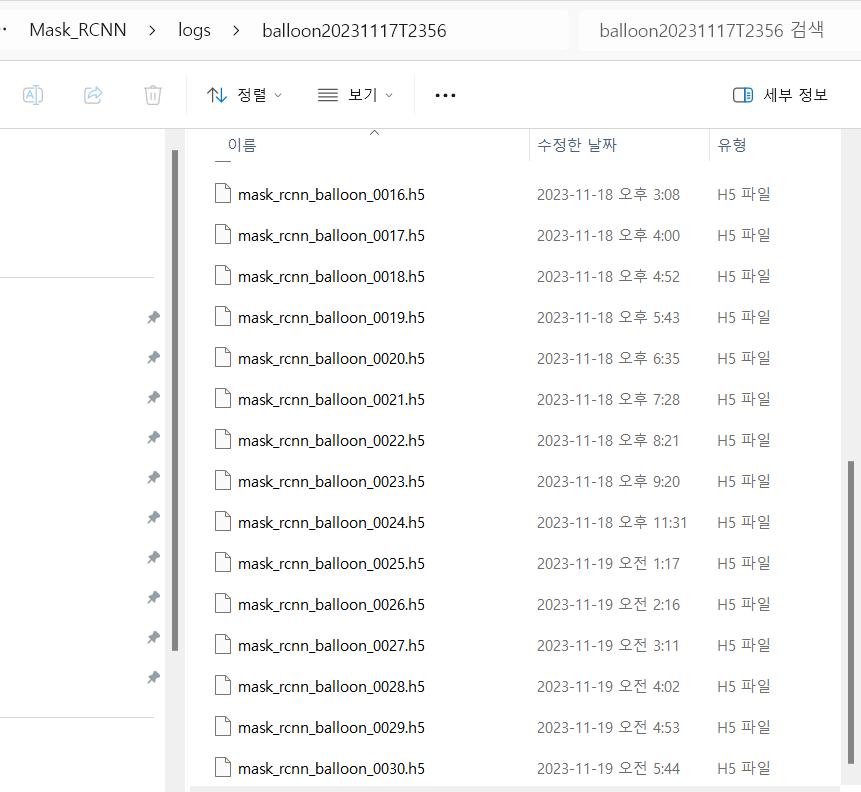 Mask_RCNN > logs > balloon20231117T2356 balloon20231117T2356 검색
정렬 보기 세부 정보
이름 수정한 날짜 유형
mask_rcnn_balloon_0016.h5 2023-11-18 오후 3:08 H5 파일
mask_rcnn_balloon_0017.h5 2023-11-18 오후 4:00 H5 파일
mask_rcnn_balloon_0018.h5 2023-11-18 오후 4:52 H5 파일
mask_rcnn_balloon_0019.h5 2023-11-18 오후 5:43 H5 파일
mask_rcnn_balloon_0020.h5 2023-11-18 오후 6:35 H5 파일
mask_rcnn_balloon_0021.h5 2023-11-18 오후 7:28 H5 파일
mask_rcnn_balloon_0022.h5 2023-11-18 오후 8:21 H5 파일
mask_rcnn_balloon_0023.h5 2023-11-18 오후 9:20 H5 파일
mask_rcnn_balloon_0024.h5 2023-11-18 오후 11:31 H5 파일
mask_rcnn_balloon_0025.h5 2023-11-19 오전 1:17 H5 파일
mask_rcnn_balloon_0026.h5 2023-11-19 오전 2:16 H5 파일
mask_rcnn_balloon_0027.h5 2023-11-19 오전 3:11 H5 파일
mask_rcnn_balloon_0028.h5 2023-11-19 오전 4:02 H5 파일
mask_rcnn_balloon_0029.h5 2023-11-19 오전 4:53 H5 파일
mask_rcnn_balloon_0030.h5 2023-11-19 오전 5:44 H5 파일